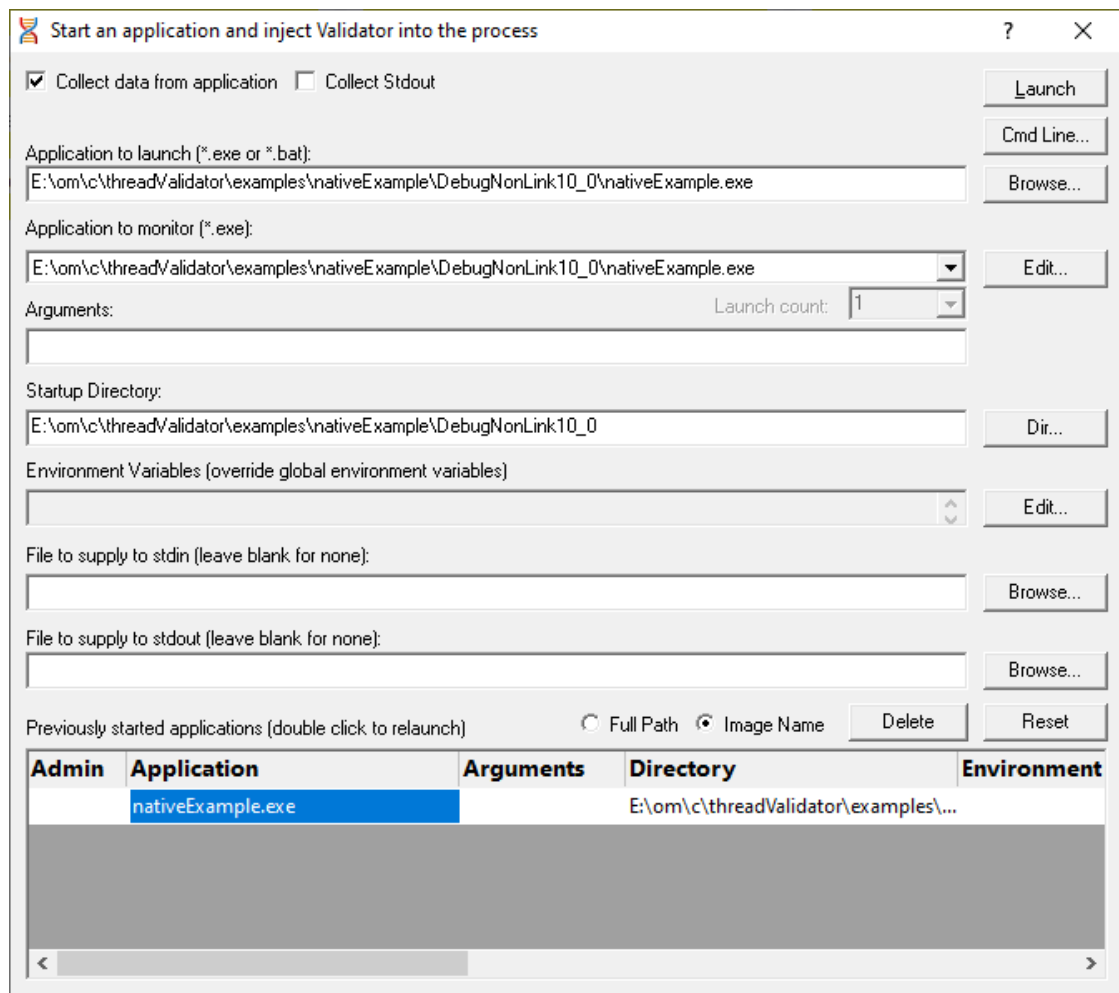 Start an application and inject Validator into the process ?
Collect data from application Collect Stdout
Launch
Cmd Line...
Application to launch (*.exe or *.bat):
E:\om\c\threadValidator\examples\nativeExample\DebugNonLink10_0\nativeExample.exe Browse...
Application to monitor (*.exe):
E:\om\c\threadValidator\examples\nativeExample\DebugNonLink10_0\nativeExample.exe Edit...
Arguments: Launch count: 1
Startup Directory:
E:\om\c\threadValidator\examples\nativeExample\DebugNonLink10_0 Dir...
Environment Variables (override global environment variables)
Edit...
File to supply to stdin (leave blank for none):
Browse...
File to supply to stdout (leave blank for none):
Browse...
Previously started applications (double click to relaunch) Full Path Image Name Delete Reset
Admin Application Arguments Directory Environment
nativeExample.exe E:\om\c\threadValidator\examples\...